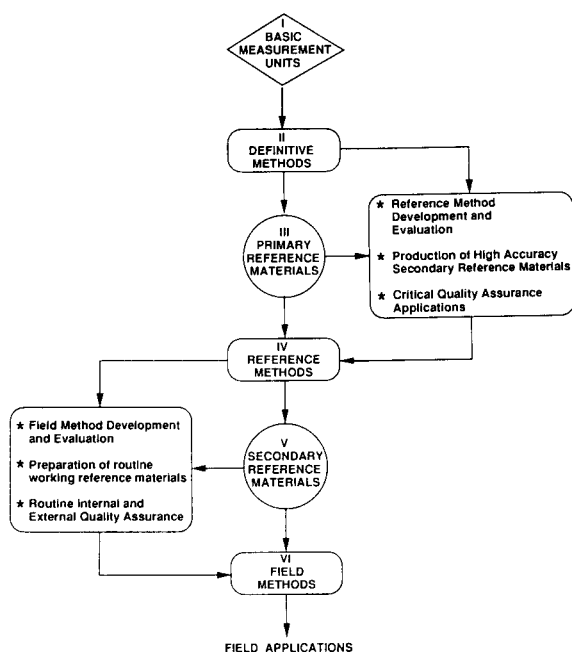 I
BASIC
MEASUREMENT
UNITS
II
DEFINITIVE
METHODS
★ Reference Method
Development and
Evaluation
★ Production of High Accuracy
Secondary Reference Materials
★ Critical Quality Assurance
Applications
III
PRIMARY
REFERENCE
MATERIALS
IV
REFERENCE
METHODS
★ Field Method Development
and Evaluation
★ Preparation of routine
working reference materials
★ Routine Internal and
External Quality Assurance
V
SECONDARY
REFERENCE
MATERIALS
VI
FIELD
METHODS
FIELD APPLICATIONS